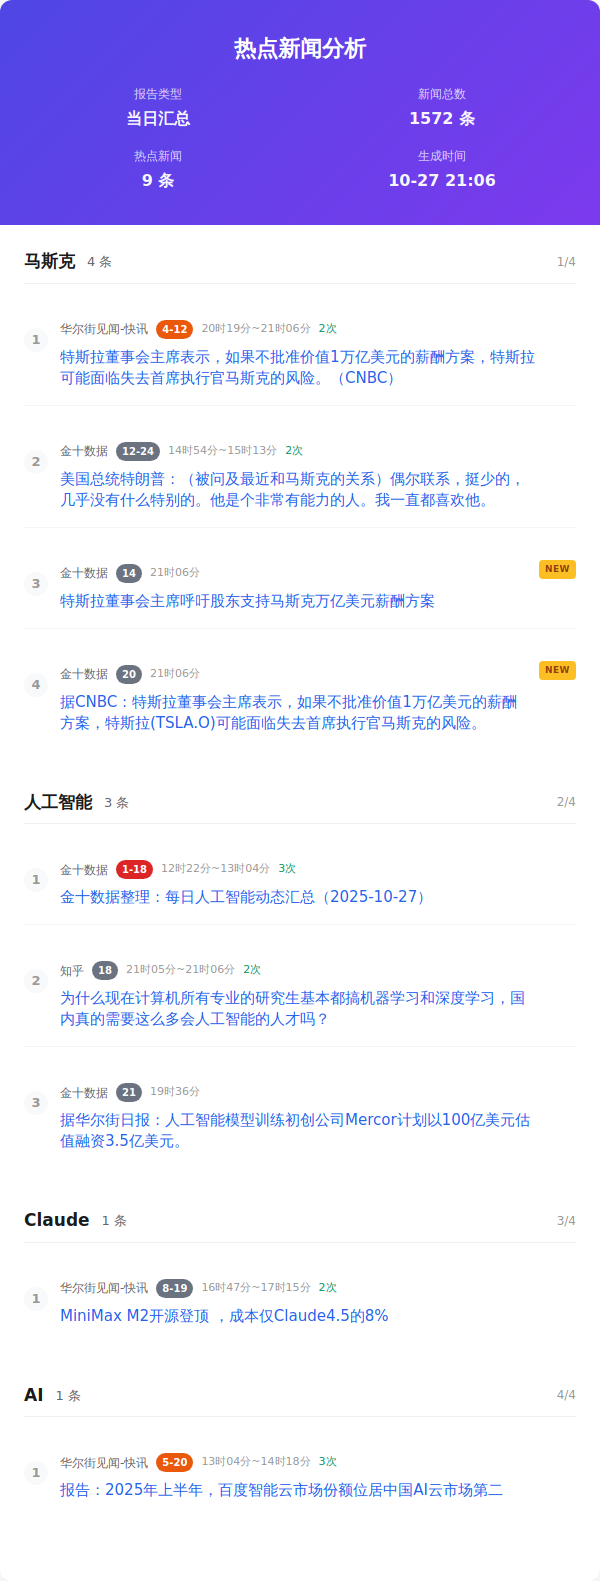 热点新闻分析
报告类型
新闻总数
当日汇总
1572 条
热点新闻
生成时间
9 条
10-27 21:06
马斯克 4 条 1/4
1 华尔街见闻-快讯 4-12 20时19分~21时06分 2次
特斯拉董事会主席表示，如果不批准价值1万亿美元的薪酬方案，特斯拉
可能面临失去首席执行官马斯克的风险。（CNBC）
2 金十数据 12-24 14时54分~15时13分 2次
美国总统特朗普：（被问及最近和马斯克的关系）偶尔联系，挺少的，
几乎没有什么特别的。他是个非常有能力的人。我一直都喜欢他。
3 金十数据 14 21时06分 NEW
特斯拉董事会主席呼吁股东支持马斯克万亿美元薪酬方案
4 金十数据 20 21时06分 NEW
据CNBC：特斯拉董事会主席表示，如果不批准价值1万亿美元的薪酬
方案，特斯拉(TSLA.O)可能面临失去首席执行官马斯克的风险。
人工智能 3 条 2/4
1 金十数据 1-18 12时22分~13时04分 3次
金十数据整理：每日人工智能动态汇总（2025-10-27）
2 知乎 18 21时05分~21时06分 2次
为什么现在计算机所有专业的研究生基本都搞机器学习和深度学习，国
内真的需要这么多会人工智能的人才吗？
3 金十数据 21 19时36分
据华尔街日报：人工智能模型训练初创公司Mercor计划以100亿美元估
值融资3.5亿美元。
Claude 1 条 3/4
1 华尔街见闻-快讯 8-19 16时47分~17时15分 2次
MiniMax M2开源登顶 ，成本仅Claude4.5的8%
AI 1 条 4/4
1 华尔街见闻-快讯 5-20 13时04分~14时18分 3次
报告：2025年上半年，百度智能云市场份额位居中国AI云市场第二